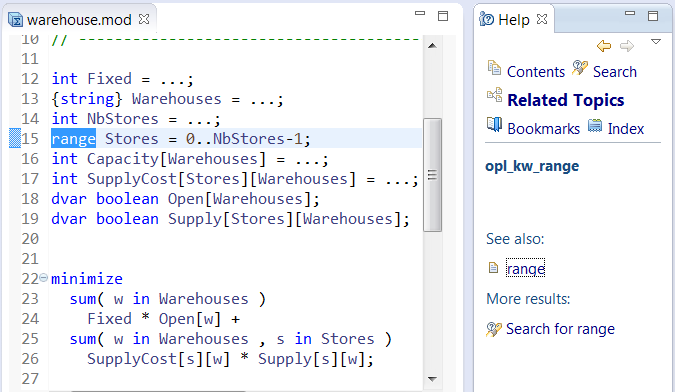 warehouse.mod
10 // --------------------------------------
11
12 int Fixed = ...;
13 {string} Warehouses = ...;
14 int NbStores = ...;
15 range Stores = 0..NbStores-1;
16 int Capacity[Warehouses] = ...;
17 int SupplyCost[Stores][Warehouses] = ...;
18 dvar boolean Open[Warehouses];
19 dvar boolean Supply[Stores][Warehouses];
20
21
22 minimize
23   sum( w in Warehouses )
24     Fixed * Open[w] +
25   sum( w in Warehouses , s in Stores )
26     SupplyCost[s][w] * Supply[s][w];
27
Help
Contents Search
Related Topics
Bookmarks Index
opl_kw_range
See also:
range
More results:
Search for range